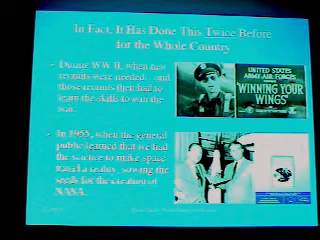 In Fact, It Has Done This Twice Before
for the Whole Country
During WW II, when new
recruits were needed... and
those recruits then had to
learn the skills to win the
war.
UNITED STATES
ARMY AIR FORCES
"WINNING YOUR
WINGS"
In 1955, when the general
public learned that we had
the science to make space
travel a reality, sowing the
seeds for the creation of
NASA.